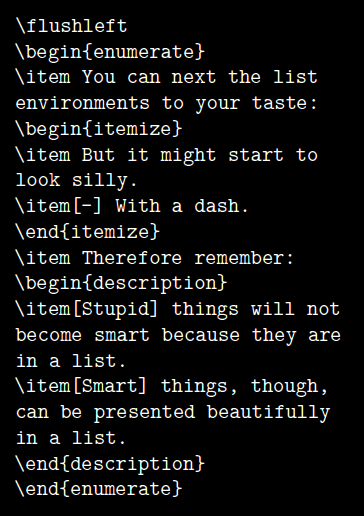 \flushleft
\begin{enumerate}
\item You can next the list
environments to your taste:
\begin{itemize}
\item But it might start to
look silly.
\item[-] With a dash.
\end{itemize}
\item Therefore remember:
\begin{description}
\item[Stupid] things will not
become smart because they are
in a list.
\item[Smart] things, though,
can be presented beautifully
in a list.
\end{description}
\end{enumerate}